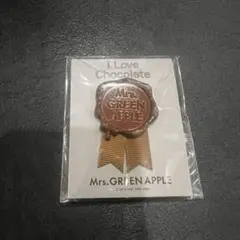 I Love
Chocolate
Mrs.
GREEN
APPLE
Mrs. GREEN APPLE